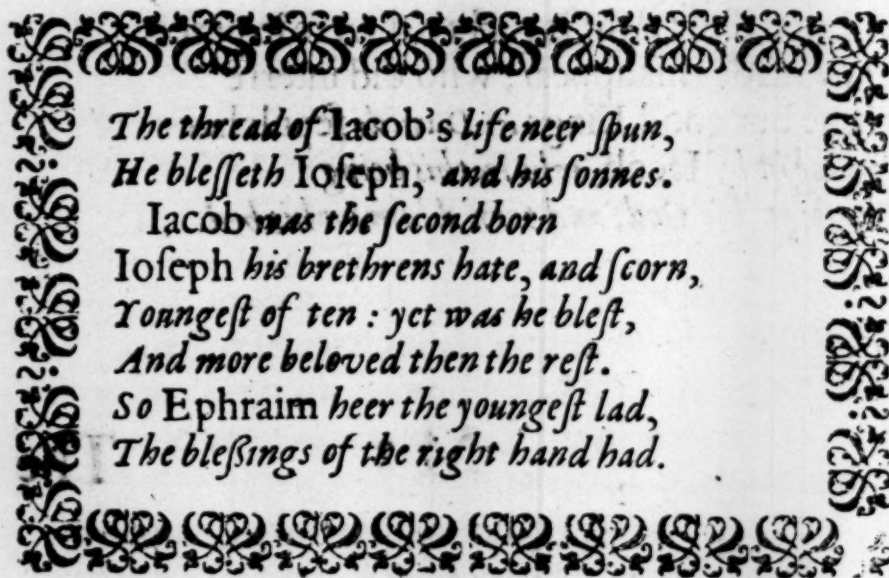 The thread of Iacob's life neer ſpun,
He bleſſeth Ioſeph, and his ſonnes.
Iacob was the ſecond born
Ioſeph his brethrens hate, and ſcorn,
Youngeſt of ten : yet was he bleſt,
And more beloved then the reſt.
So Ephraim heer the youngeſt lad,
The bleßings of the right hand had.